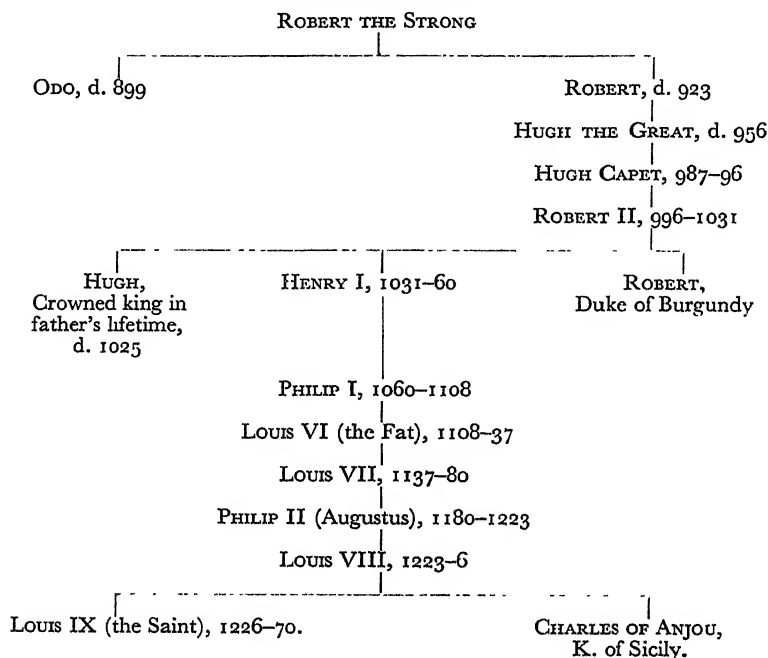 ROBERT THE STRONG
ODO, d. 899
ROBERT, d. 923
HUGH THE GREAT, d. 956
HUGH CAPET, 987–96
ROBERT II, 996–1031
HUGH,
Crowned king in
father's lifetime,
d. 1025
HENRY I, 1031–60
ROBERT,
Duke of Burgundy
PHILIP I, 1060–1108
LOUIS VI (the Fat), 1108–37
LOUIS VII, 1137–80
PHILIP II (Augustus), 1180–1223
LOUIS VIII, 1223–6
LOUIS IX (the Saint), 1226–70.
CHARLES OF ANJOU,
K. of Sicily.